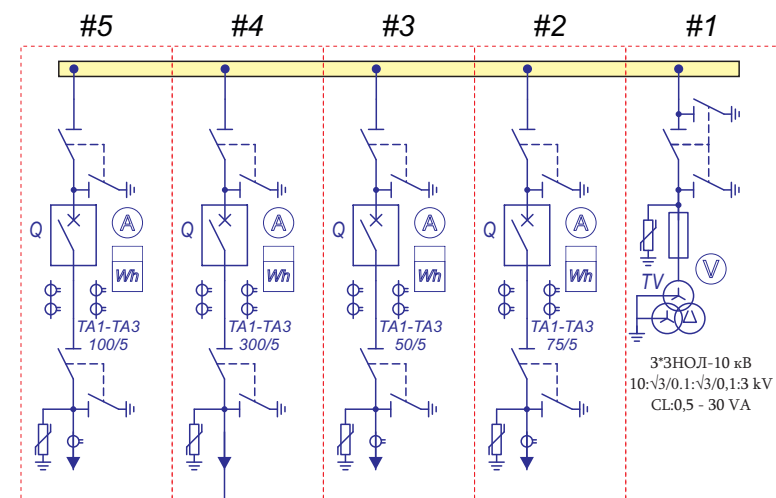 #5
#4
#3
#2
#1
Q
A
Wh
TA1-TA3
100/5
Q
A
Wh
TA1-TA3
300/5
Q
A
Wh
TA1-TA3
50/5
Q
A
Wh
TA1-TA3
75/5
V
TV
3*ЗНОЛ-10 кВ
10:√3/0.1:√3/0,1:3 kV
CL:0,5 - 30 VA